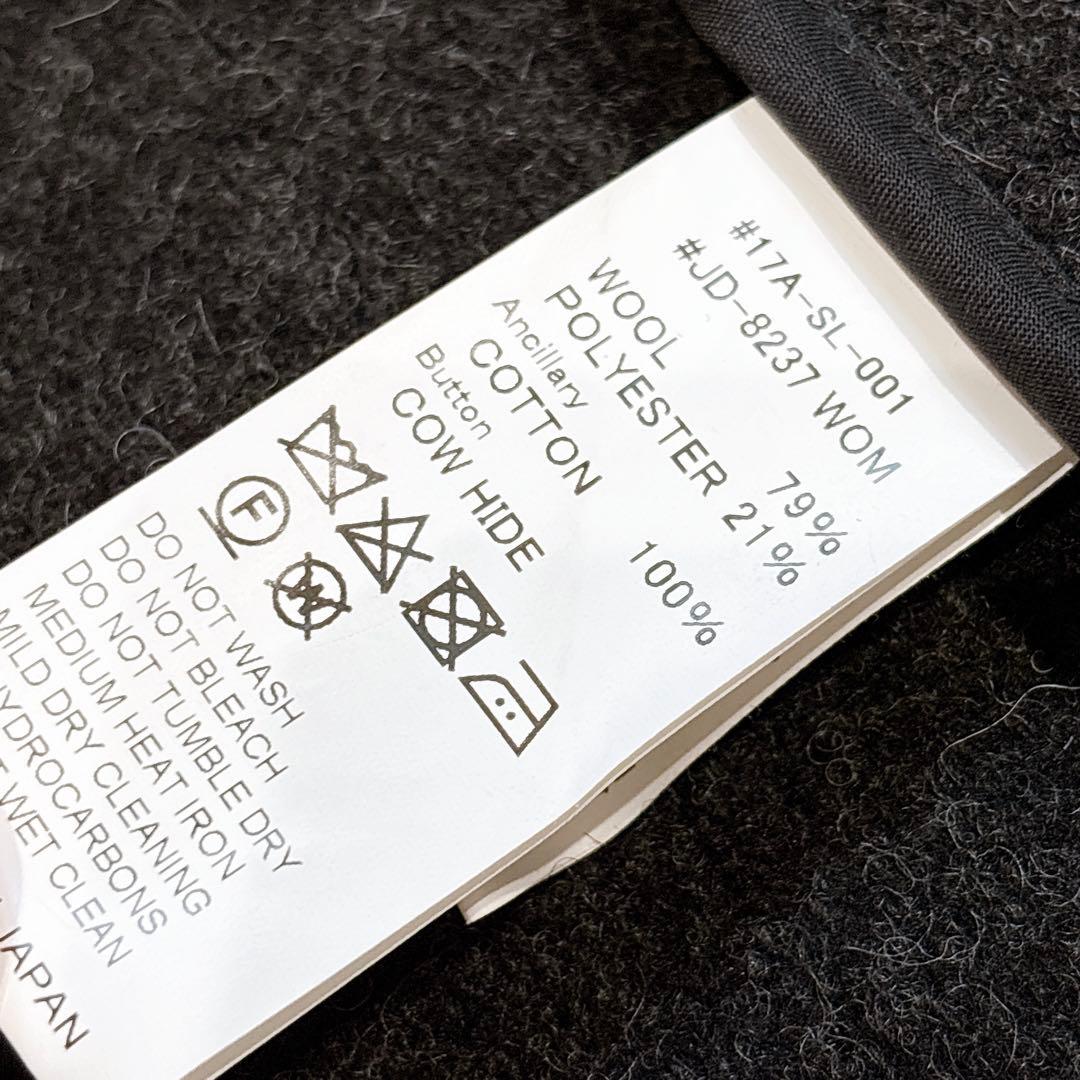 #17A-SL-001
#JD-8237 WOM
WOOL 79%
POLYESTER 21%
Ancillary
COTTON 100%
Button
COW HIDE
F
W
DO NOT WASH
DO NOT BLEACH
DO NOT TUMBLE DRY
MEDIUM HEAT IRON
MILD DRY CLEANING
HYDROCARBONS
WET CLEAN
JAPAN